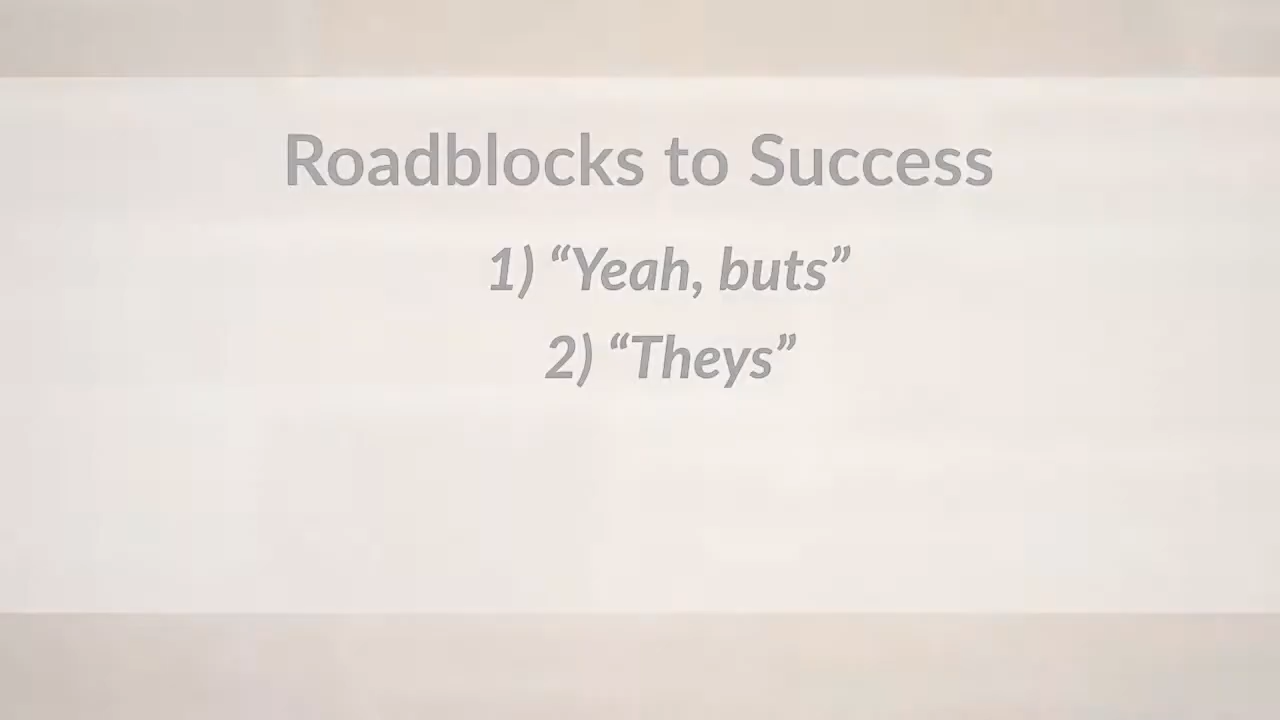 Roadblocks to Success
1) “Yeah, buts”
2) “Theys”